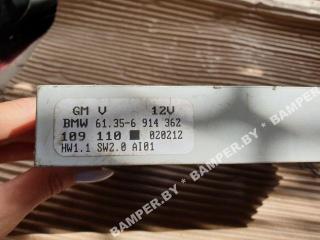 GM V 12V
BMW 61.35-6 914 362
109 110 ■ 020212
HW1.1 SW2.0 AI01
BAMPER.BY * BAMPER.BY * BAMPER.BY